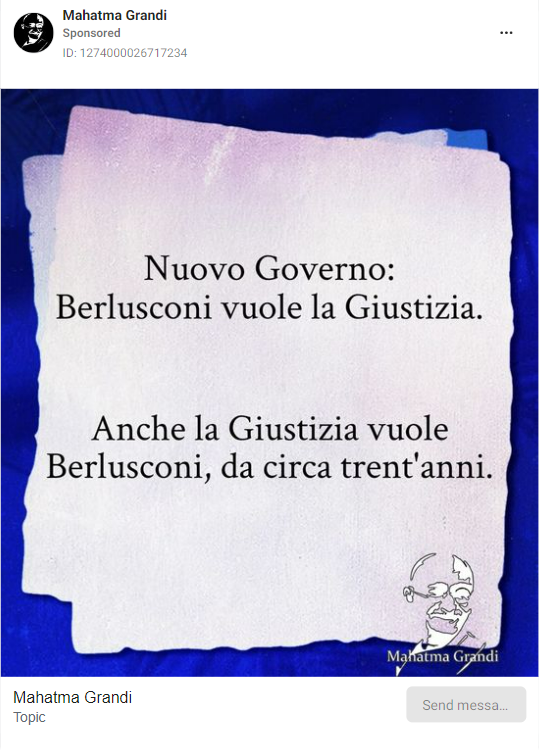 Mahatma Grandi
Sponsored
ID: 1274000026717234
Nuovo Governo:
Berlusconi vuole la Giustizia.
Anche la Giustizia vuole
Berlusconi, da circa trent'anni.
Mahatma Grandi
Mahatma Grandi
Topic
Send messa...